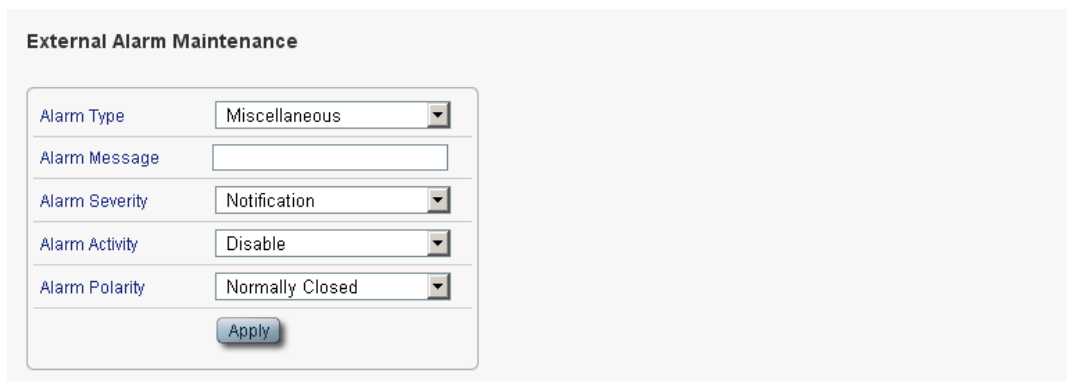 External Alarm Maintenance
Alarm Type Miscellaneous
Alarm Message
Alarm Severity Notification
Alarm Activity Disable
Alarm Polarity Normally Closed
Apply